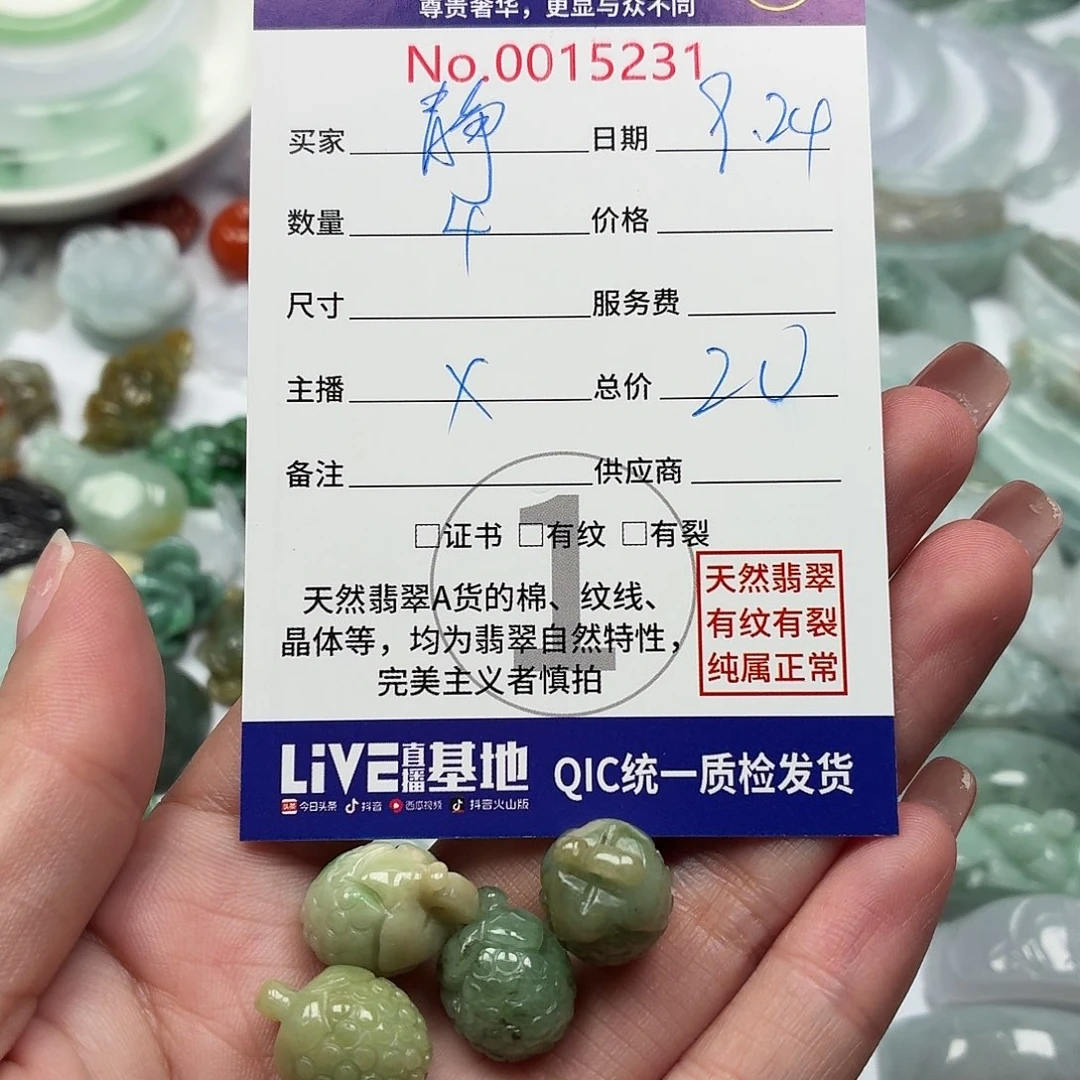 尊贵奢华，更显与众不同
No.0015231
买家 静 日期 9.24
数量 4 价格
尺寸 服务费
主播 X 总价 20
备注 供应商
□证书 □有纹 □有裂
1
天然翡翠A货的棉、纹线、
晶体等，均为翡翠自然特性，
完美主义者慎拍
天然翡翠
有纹有裂
纯属正常
LiVE直播基地 QIC统一质检发货
头条 今日头条 抖音 西瓜视频 抖音火山版